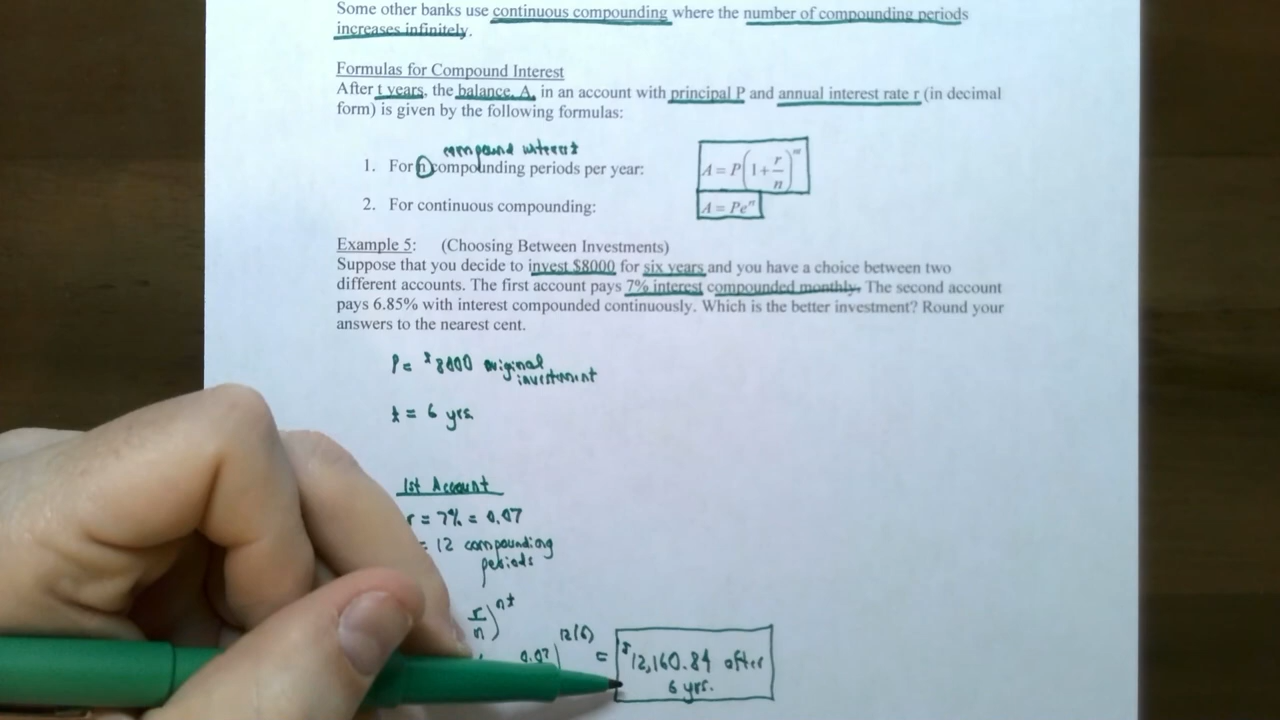 Some other banks use continuous compounding where the number of compounding periods
increases infinitely.
Formulas for Compound Interest
After t years, the balance, A, in an account with principal P and annual interest rate r (in decimal
form) is given by the following formulas:
compound interest
1. For n compounding periods per year: A = P(1 + r/n)^nt
2. For continuous compounding: A = Pe^rt
Example 5: (Choosing Between Investments)
Suppose that you decide to invest $8000 for six years and you have a choice between two
different accounts. The first account pays 7% interest compounded monthly. The second account
pays 6.85% with interest compounded continuously. Which is the better investment? Round your
answers to the nearest cent.
P = $8000 original
investment
t = 6 yrs.
1st Account
r = 7% = 0.07
= 12 compounding
periods
r/n)^nt
0.07)^12(6) = $12,160.84 after
6 yrs.